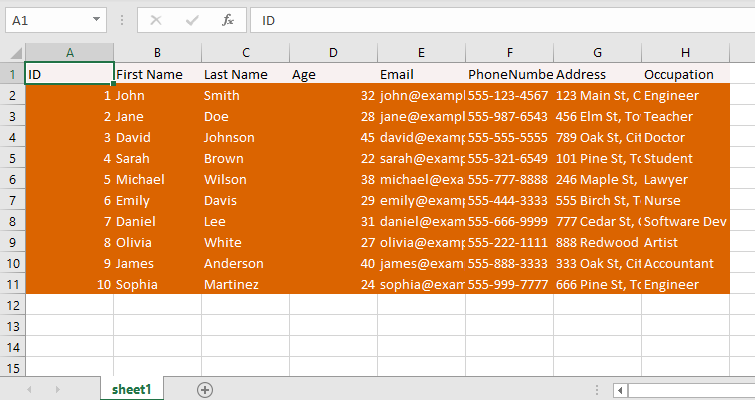 A1 fx ID
A B C D E F G H
1 ID First Name Last Name Age Email PhoneNumbe Address Occupation
2 1 John Smith 32 john@exampl 555-123-4567 123 Main St, C Engineer
3 2 Jane Doe 28 jane@examp 555-987-6543 456 Elm St, To Teacher
4 3 David Johnson 45 david@examp 555-555-5555 789 Oak St, Cit Doctor
5 4 Sarah Brown 22 sarah@examp 555-321-6549 101 Pine St, To Student
6 5 Michael Wilson 38 michael@exa 555-777-8888 246 Maple St, Lawyer
7 6 Emily Davis 29 emily@examp 555-444-3333 555 Birch St, T Nurse
8 7 Daniel Lee 31 daniel@exam 555-666-9999 777 Cedar St, Software Dev
9 8 Olivia White 27 olivia@examp 555-222-1111 888 Redwood Artist
10 9 James Anderson 40 james@exam 555-888-3333 333 Oak St, Cit Accountant
11 10 Sophia Martinez 24 sophia@exam 555-999-7777 666 Pine St, To Engineer
12
13
14
15
sheet1